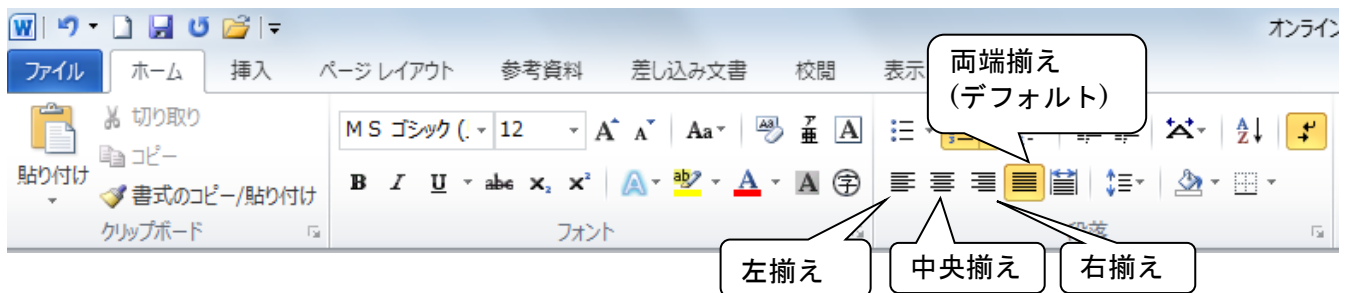 オンライン
両端揃え
(デフォルト)
ファイル ホーム 挿入 ページ レイアウト 参考資料 差し込み文書 校閲 表示
切り取り
コピー
貼り付け
書式のコピー/貼り付け
MS ゴシック (. 12 A A Aa A
B I U abc x₂ x² ab A A 字
クリップボード フォント 段落
左揃え 中央揃え 右揃え